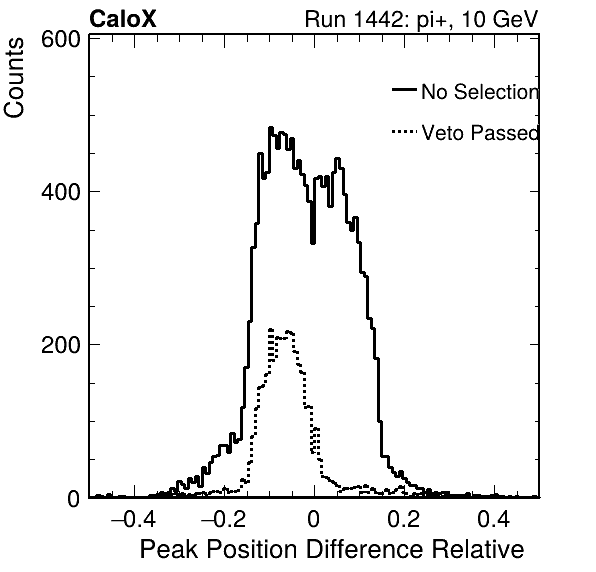 CaloX Run 1442: pi+, 10 GeV
Counts
600
400
200
0
No Selection
Veto Passed
−0.4 −0.2 0 0.2 0.4
Peak Position Difference Relative